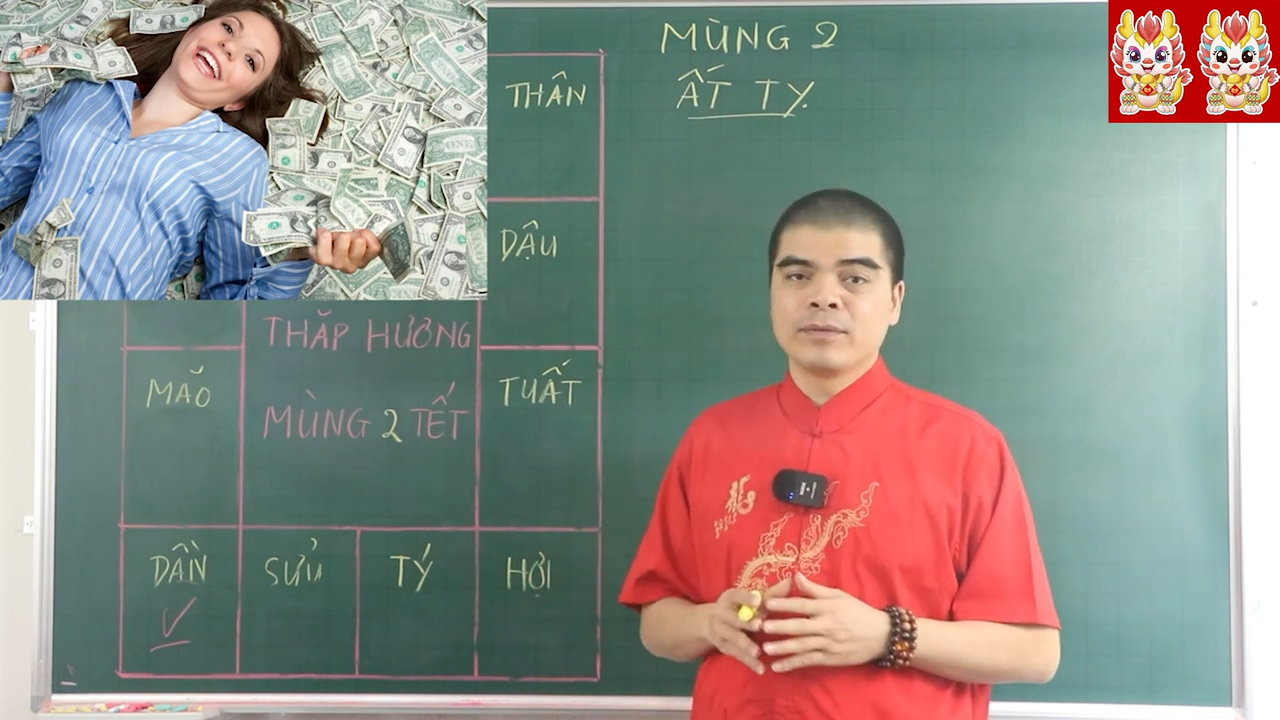 MÙNG 2
ẤT TỴ
THÂN
DẬU
THẮP HƯƠNG
MÙNG 2 TẾT
MÃO
TUẤT
DẦN
SỬU
TÝ
HỢI